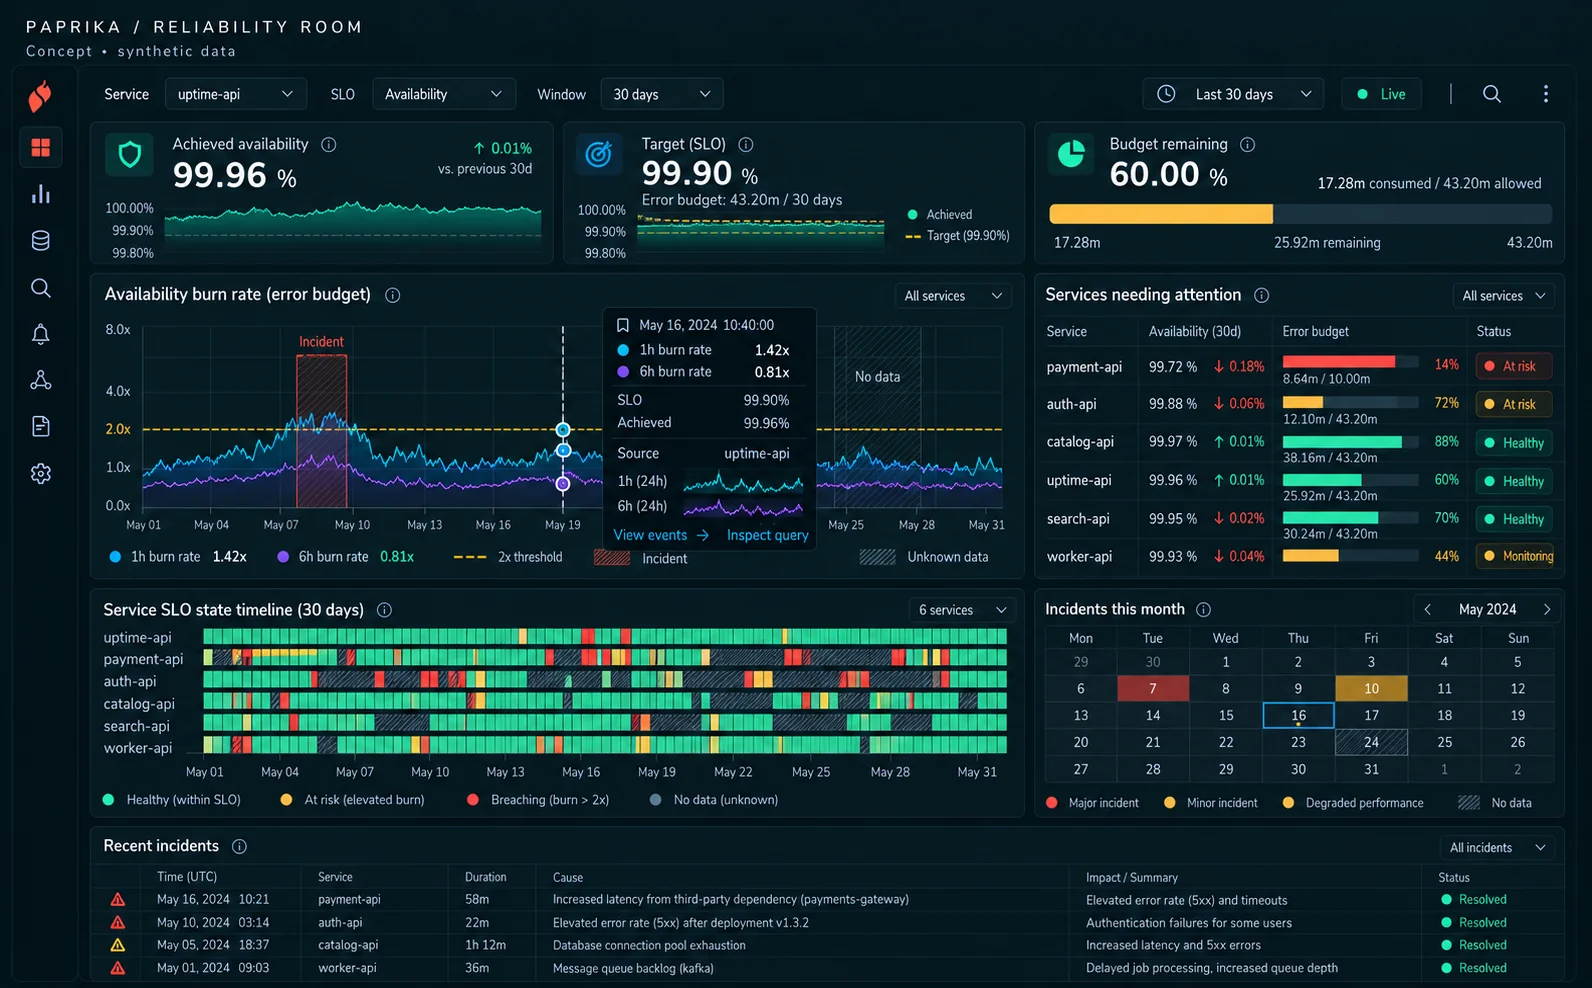 PAPRIKA / RELIABILITY ROOM
Concept • synthetic data
Service uptime-api SLO Availability Window 30 days Last 30 days Live
Achieved availability
99.96 %
↑ 0.01%
vs. previous 30d
100.00%
99.90%
99.80%
Target (SLO)
99.90 %
Error budget: 43.20m / 30 days
100.00%
99.90%
99.80%
Achieved
Target (99.90%)
Budget remaining
60.00 %
17.28m consumed / 43.20m allowed
17.28m 25.92m remaining 43.20m
Availability burn rate (error budget)
All services
8.0x
4.0x
2.0x
1.0x
0.0x
Incident
No data
May 01 May 04 May 07 May 10 May 13 May 16 May 19 May 25 May 28 May 31
May 16, 2024 10:40:00
1h burn rate 1.42x
6h burn rate 0.81x
SLO 99.90%
Achieved 99.96%
Source uptime-api
1h (24h)
6h (24h)
View events → Inspect query
1h burn rate 1.42x 6h burn rate 0.81x 2x threshold Incident Unknown data
Services needing attention
All services
Service Availability (30d) Error budget Status
payment-api 99.72 % ↓ 0.18% 14% At risk
8.64m / 10.00m
auth-api 99.88 % ↓ 0.06% 72% At risk
12.10m / 43.20m
catalog-api 99.97 % ↑ 0.01% 88% Healthy
38.16m / 43.20m
uptime-api 99.96 % ↑ 0.01% 60% Healthy
25.92m / 43.20m
search-api 99.95 % ↓ 0.02% 70% Healthy
30.24m / 43.20m
worker-api 99.93 % ↓ 0.04% 44% Monitoring
Service SLO state timeline (30 days)
6 services
uptime-api
payment-api
auth-api
catalog-api
search-api
worker-api
May 01 May 04 May 07 May 10 May 13 May 16 May 19 May 22 May 25 May 28 May 31
Healthy (within SLO) At risk (elevated burn) Breaching (burn > 2x) No data (unknown)
Incidents this month
May 2024
Mon Tue Wed Thu Fri Sat Sun
29 30 1 2 3 4 5
6 7 8 9 10 11 12
13 14 15 16 17 18 19
20 21 22 23 24 25 26
27 28 29 30 31 1 2
Major incident Minor incident Degraded performance No data
Recent incidents
All incidents
Time (UTC) Service Duration Cause Impact / Summary Status
May 16, 2024 10:21 payment-api 58m Increased latency from third-party dependency (payments-gateway) Elevated error rate (5xx) and timeouts Resolved
May 10, 2024 03:14 auth-api 22m Elevated error rate (5xx) after deployment v1.3.2 Authentication failures for some users Resolved
May 05, 2024 18:37 catalog-api 1h 12m Database connection pool exhaustion Increased latency and 5xx errors Resolved
May 01, 2024 09:03 worker-api 36m Message queue backlog (kafka) Delayed job processing, increased queue depth Resolved